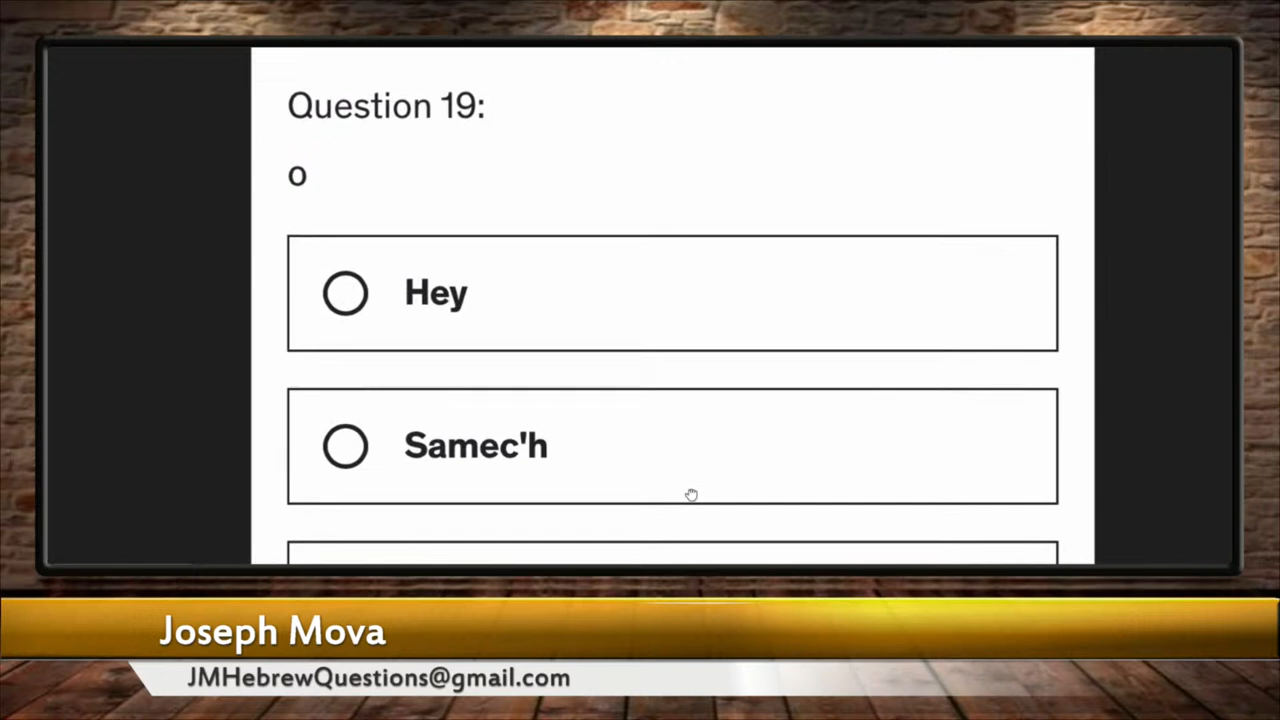 Question 19:
ס
Hey
Samec'h
Joseph Mova
JMHebrewQuestions@gmail.com